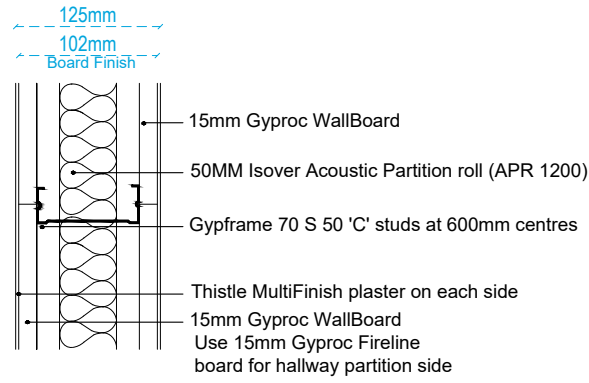 125mm
102mm
Board Finish
15mm Gyproc WallBoard
50MM Isover Acoustic Partition roll (APR 1200)
Gypframe 70 S 50 'C' studs at 600mm centres
Thistle MultiFinish plaster on each side
15mm Gyproc WallBoard
Use 15mm Gyproc Fireline
board for hallway partition side